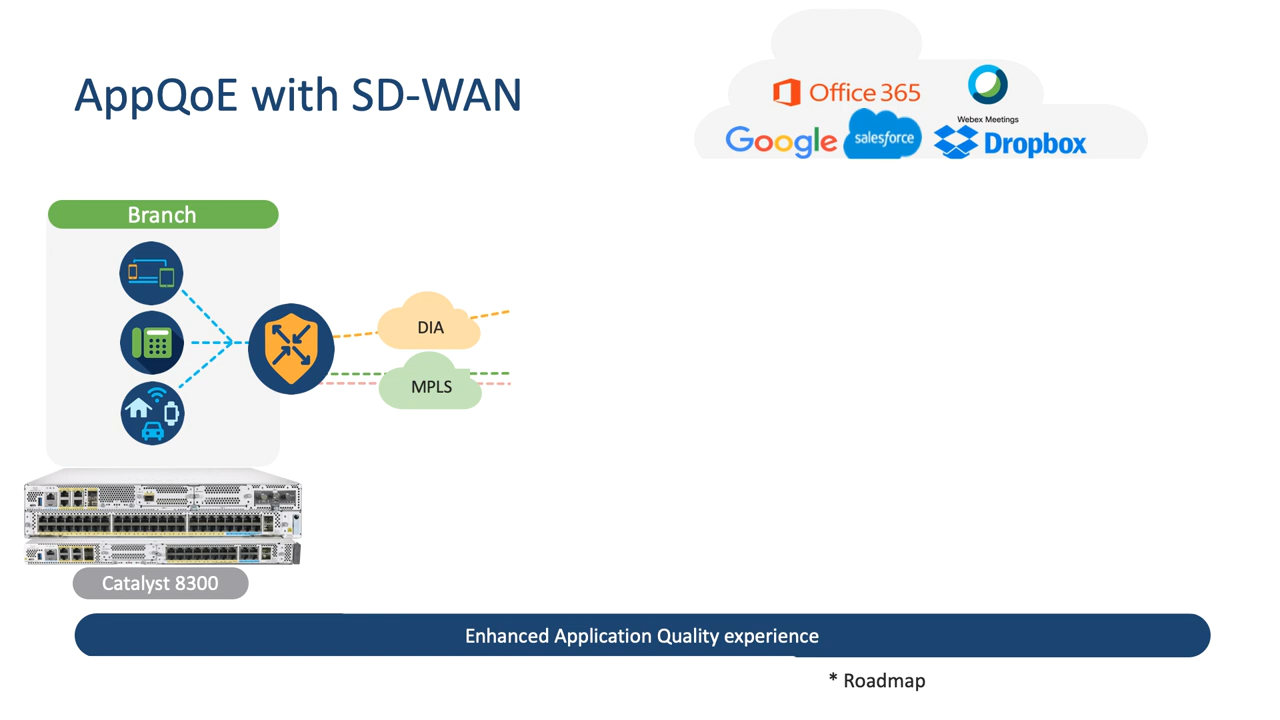 AppQoE with SD-WAN
Office 365
Webex Meetings
Google
salesforce
Dropbox
Branch
DIA
MPLS
Catalyst 8300
Enhanced Application Quality experience
* Roadmap